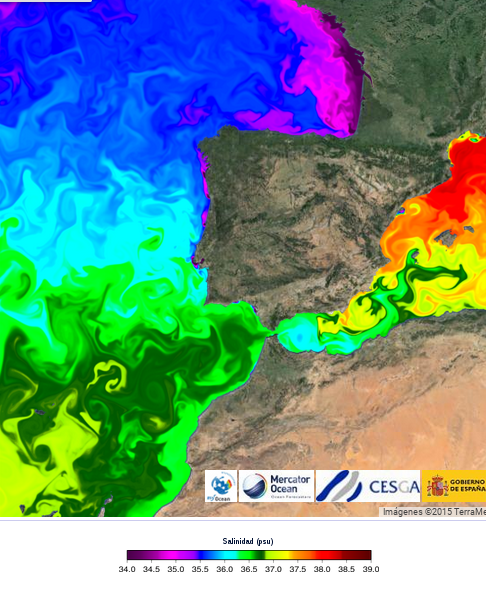 Mercator
Ocean
Ocean Forecasters
CESGA
GOBIERNO
DE ESPAÑA
Imágenes ©2015 TerraMe
Salinidad (psu)
34.0 34.5 35.0 35.5 36.0 36.5 37.0 37.5 38.0 38.5 39.0